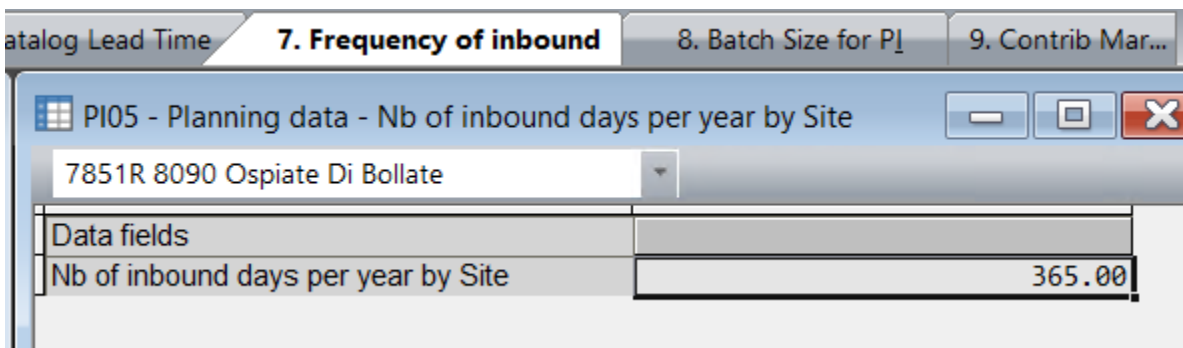 atalog Lead Time 7. Frequency of inbound 8. Batch Size for PI 9. Contrib Mar...
PI05 - Planning data - Nb of inbound days per year by Site
7851R 8090 Ospiate Di Bollate
Data fields
Nb of inbound days per year by Site 365.00